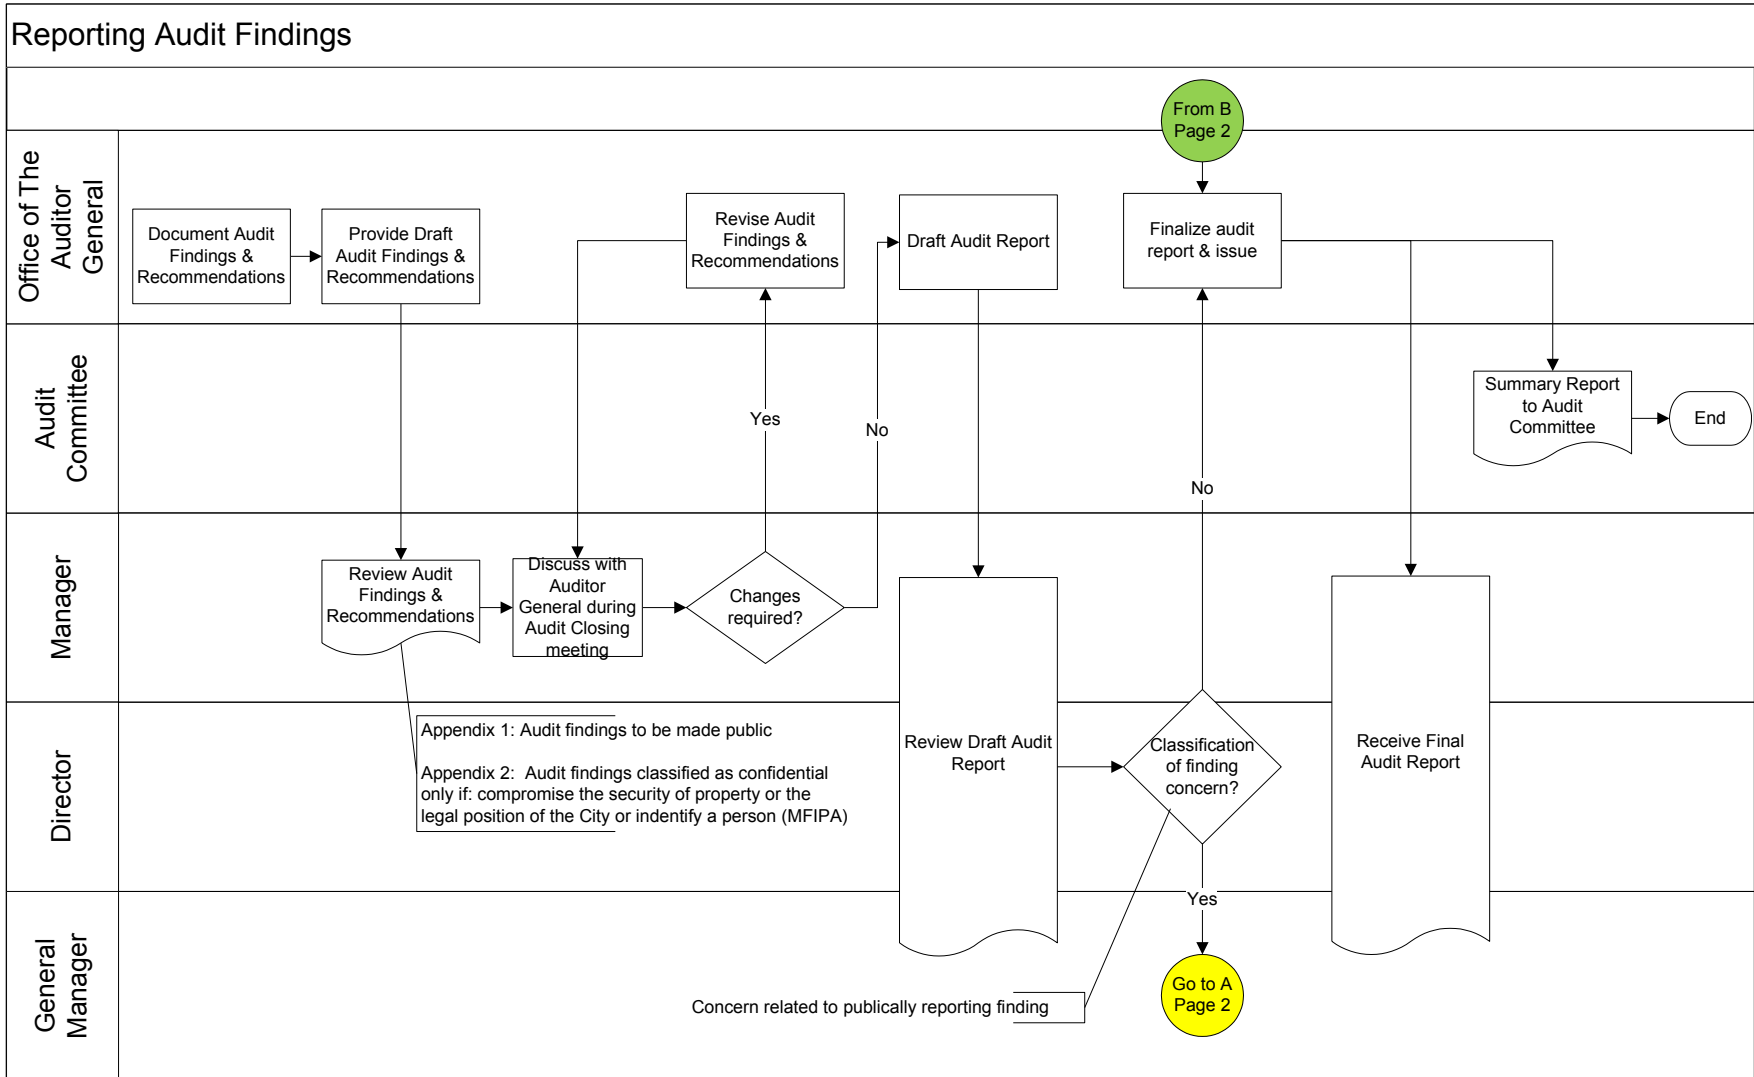 Reporting Audit Findings
From B
Page 2
Office of The
Auditor
General
Document Audit
Findings &
Recommendations
Provide Draft
Audit Findings &
Recommendations
Revise Audit
Findings &
Recommendations
Draft Audit Report
Finalize audit
report & issue
Audit
Committee
Yes
No
No
Summary Report
to Audit
Committee
End
Manager
Review Audit
Findings &
Recommendations
Discuss with
Auditor
General during
Audit Closing
meeting
Changes
required?
Director
Appendix 1: Audit findings to be made public
Appendix 2:  Audit findings classified as confidential
only if: compromise the security of property or the
legal position of the City or indentify a person (MFIPA)
Review Draft Audit
Report
Classification
of finding
concern?
Receive Final
Audit Report
General
Manager
Yes
Go to A
Page 2
Concern related to publically reporting finding